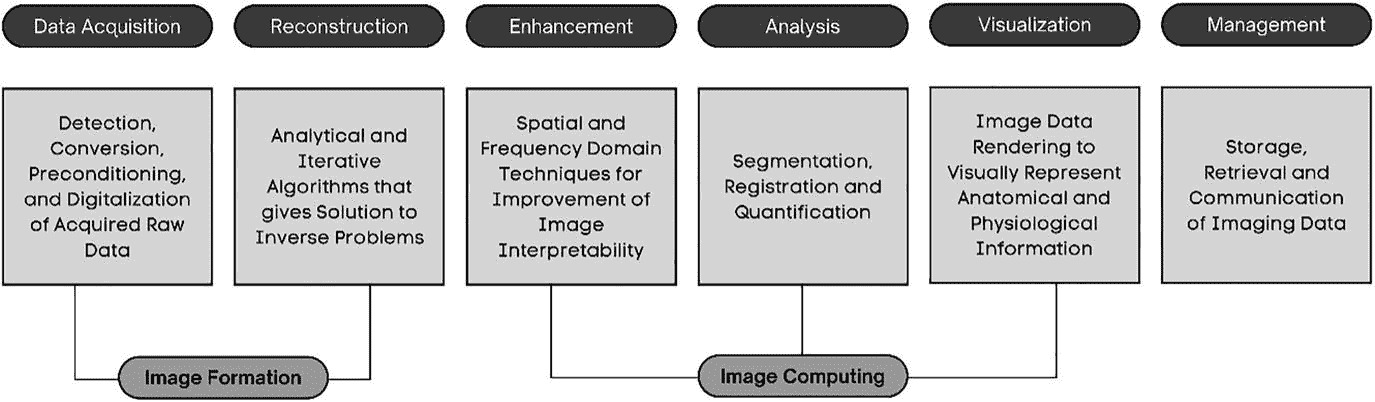 Data Acquisition
Reconstruction
Enhancement
Analysis
Visualization
Management
Detection,
Conversion,
Preconditioning,
and Digitalization
of Acquired Raw
Data
Analytical and
Iterative
Algorithms that
gives Solution to
Inverse Problems
Spatial and
Frequency Domain
Techniques for
Improvement of
Image
Interpretability
Segmentation,
Registration and
Quantification
Image Data
Rendering to
Visually Represent
Anatomical and
Physiological
Information
Storage,
Retrieval and
Communication
of Imaging Data
Image Formation
Image Computing